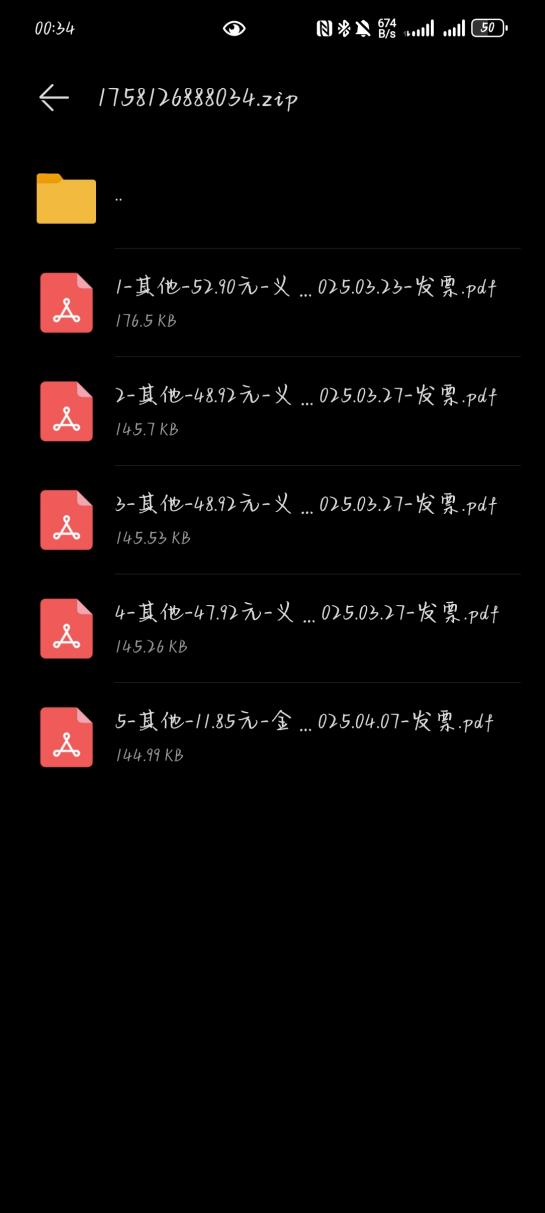 00:34
674
B/s
50
1758126888034.zip
..
1-其他-52.90元-义 ... 025.03.23-发票.pdf
176.5 KB
2-其他-48.92元-义 ... 025.03.27-发票.pdf
145.7 KB
3-其他-48.92元-义 ... 025.03.27-发票.pdf
145.53 KB
4-其他-47.92元-义 ... 025.03.27-发票.pdf
145.26 KB
5-其他-11.85元-金 ... 025.04.07-发票.pdf
144.99 KB